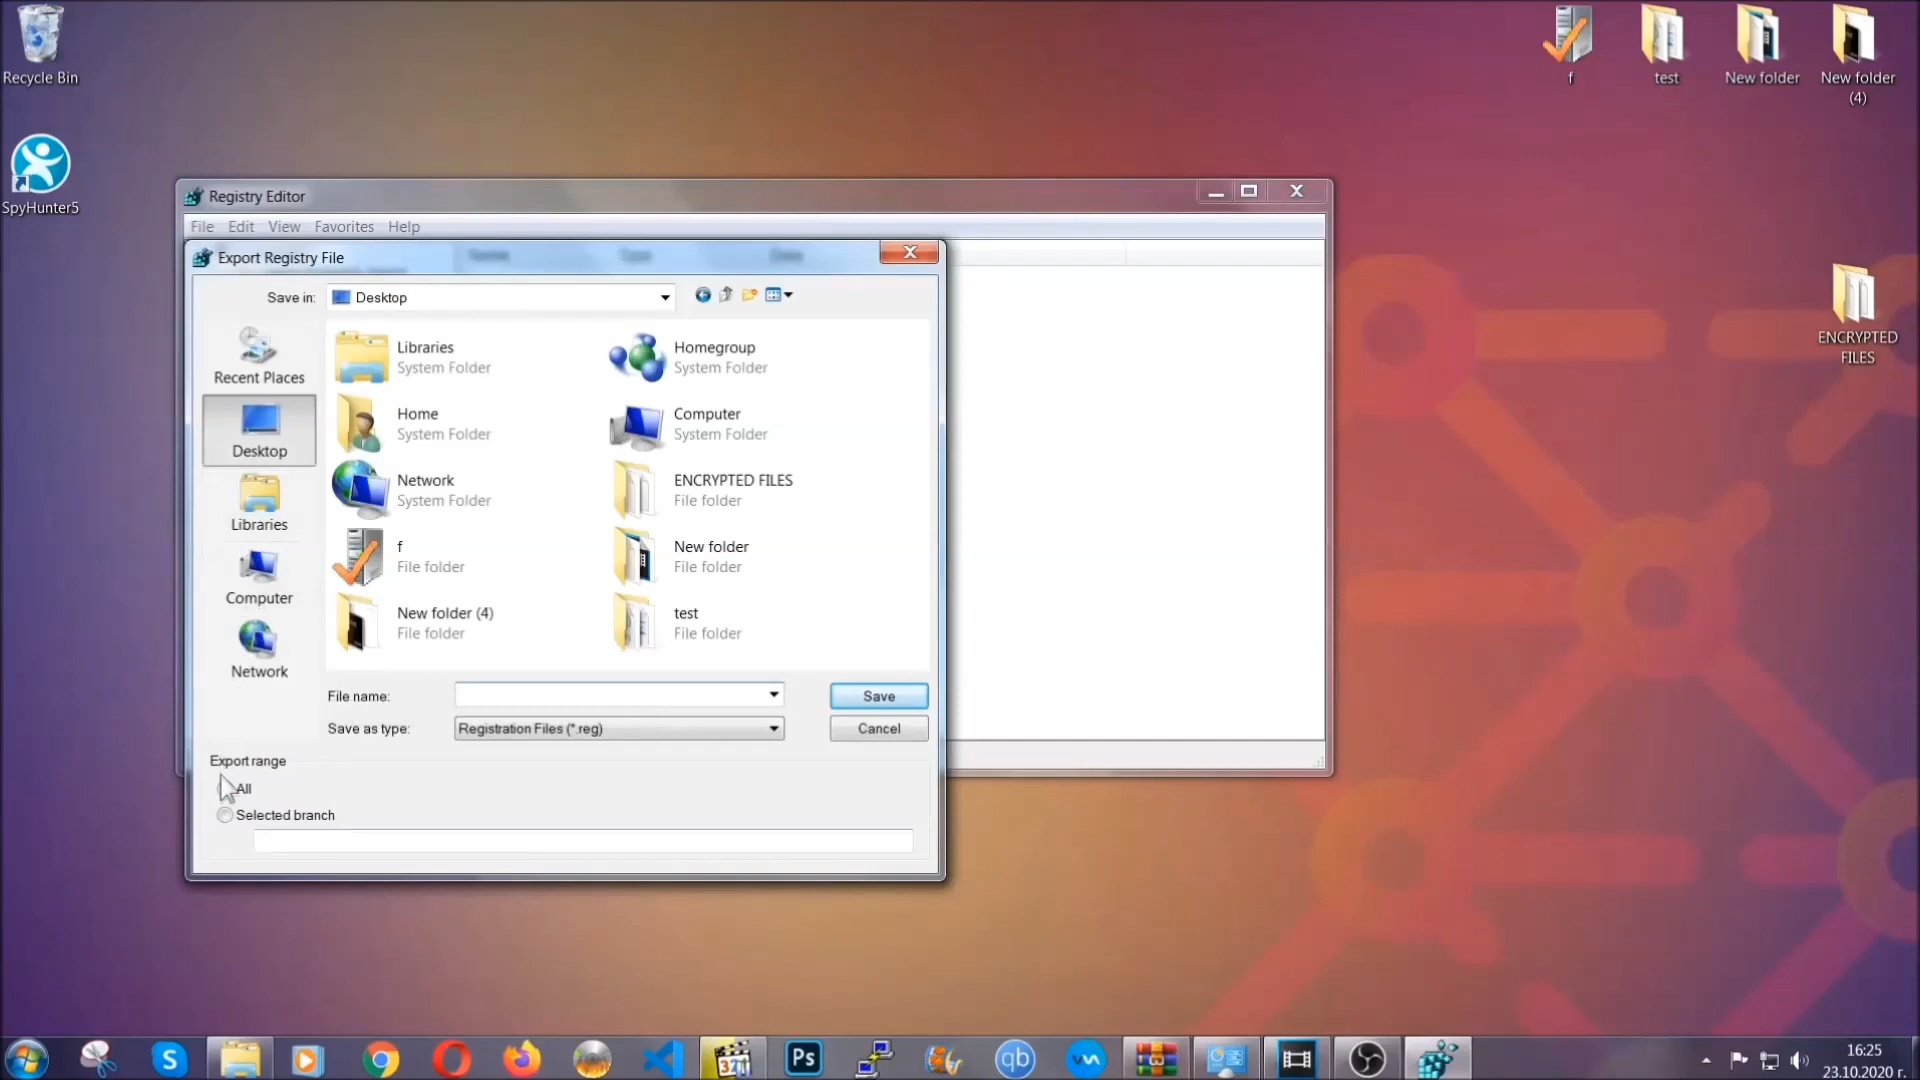 Recycle Bin
SpyHunter5
f
test
New folder
New folder
(4)
ENCRYPTED
FILES
Registry Editor
File Edit View Favorites Help
Export Registry File
Save in:
Desktop
Recent Places
Desktop
Libraries
Computer
Network
Libraries
System Folder
Homegroup
System Folder
Home
System Folder
Computer
System Folder
Network
System Folder
ENCRYPTED FILES
File folder
f
File folder
New folder
File folder
New folder (4)
File folder
test
File folder
File name:
Save
Save as type:
Registration Files (*.reg)
Cancel
Export range
All
Selected branch
S
321
Ps
qb
16:25
23.10.2020 г.